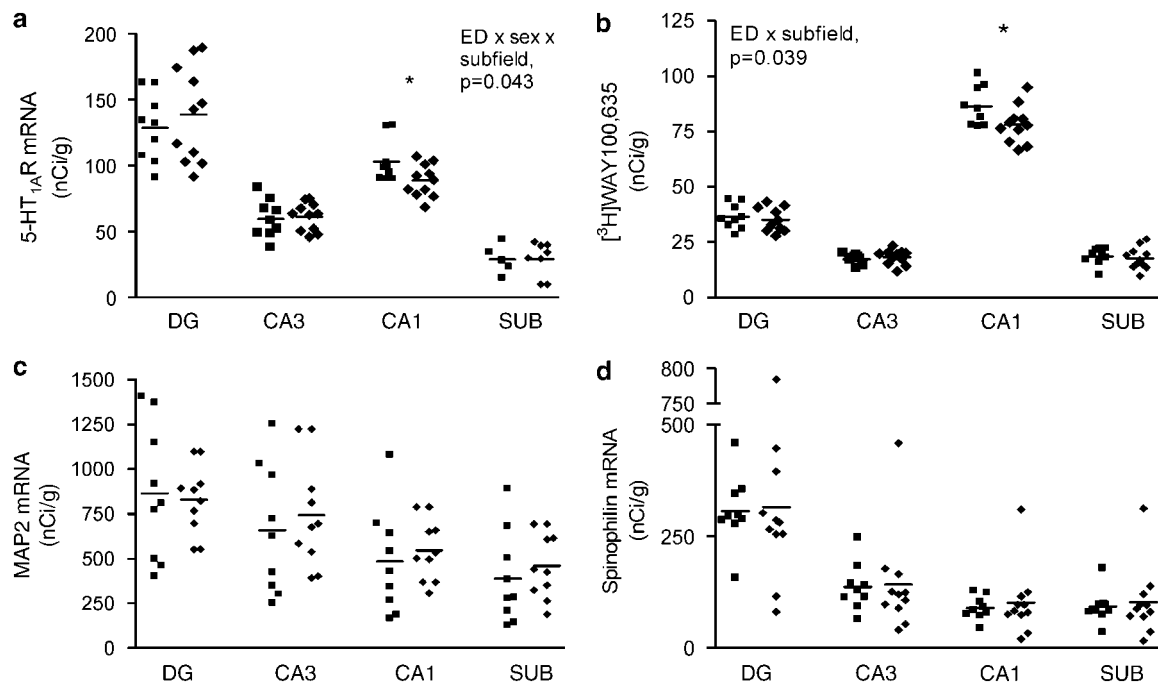 a
5-HT1AR mRNA
(nCi/g)
200
150
100
50
0
ED x sex x
subfield,
p=0.043
*
DG CA3 CA1 SUB
b
[3H]WAY100,635
(nCi/g)
125
100
75
50
25
0
ED x subfield,
p=0.039
*
DG CA3 CA1 SUB
c
MAP2 mRNA
(nCi/g)
1500
1250
1000
750
500
250
0
DG CA3 CA1 SUB
d
Spinophilin mRNA
(nCi/g)
800
750
500
250
0
DG CA3 CA1 SUB